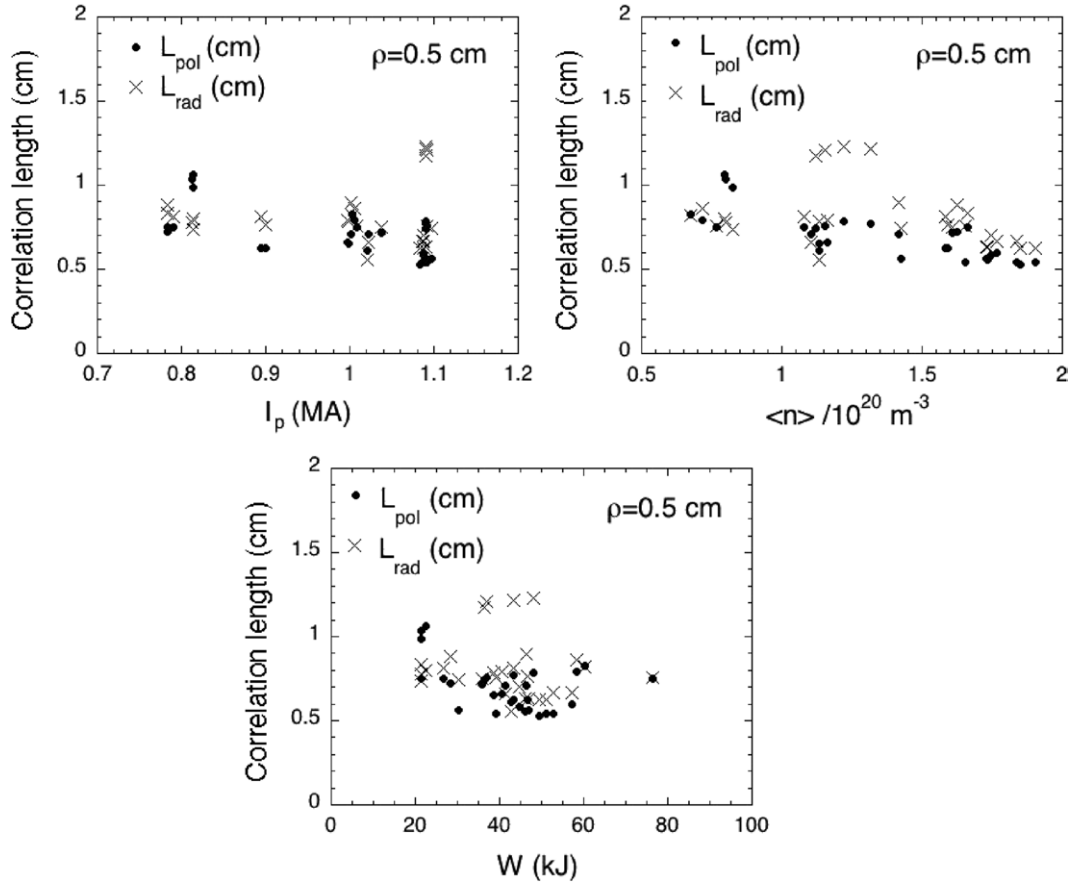 2
L_pol (cm)
ρ=0.5 cm
L_rad (cm)
1.5
1
0.5
0
Correlation length (cm)
0.7 0.8 0.9 1 1.1 1.2
I_p (MA)
2
L_pol (cm)
ρ=0.5 cm
L_rad (cm)
1.5
1
0.5
0
Correlation length (cm)
0.5 1 1.5 2
<n> /10^20 m^-3
2
L_pol (cm)
ρ=0.5 cm
L_rad (cm)
1.5
1
0.5
0
Correlation length (cm)
0 20 40 60 80 100
W (kJ)